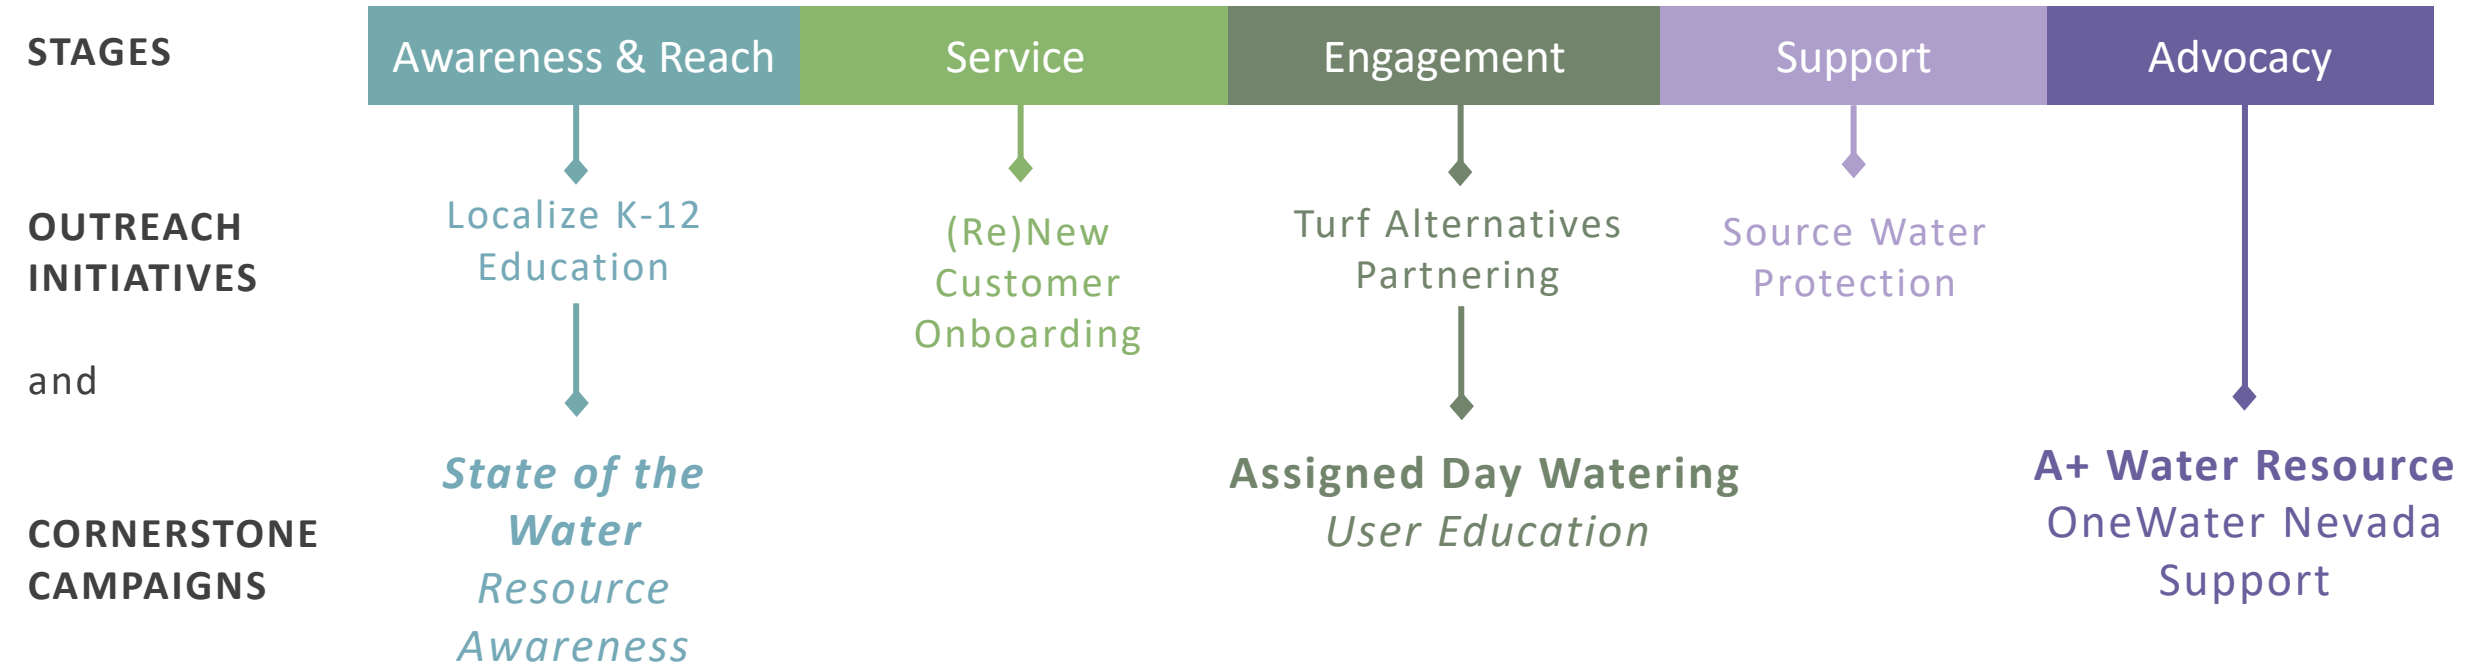 STAGES
Awareness & Reach
Service
Engagement
Support
Advocacy
OUTREACH
INITIATIVES
and
CORNERSTONE
CAMPAIGNS
Localize K-12
Education
(Re)New
Customer
Onboarding
Turf Alternatives
Partnering
Source Water
Protection
State of the
Water
Resource
Awareness
Assigned Day Watering
User Education
A+ Water Resource
OneWater Nevada
Support